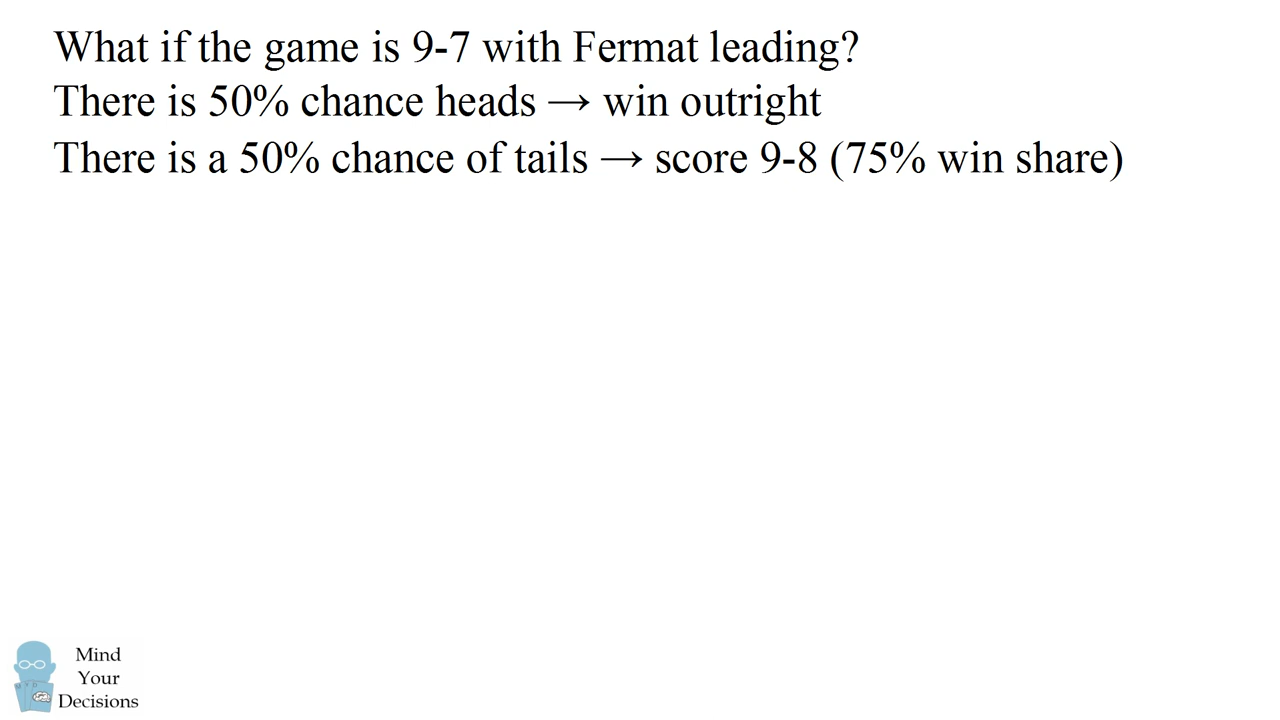 What if the game is 9-7 with Fermat leading?
There is 50% chance heads → win outright
There is a 50% chance of tails → score 9-8 (75% win share)
Mind
Your
Decisions